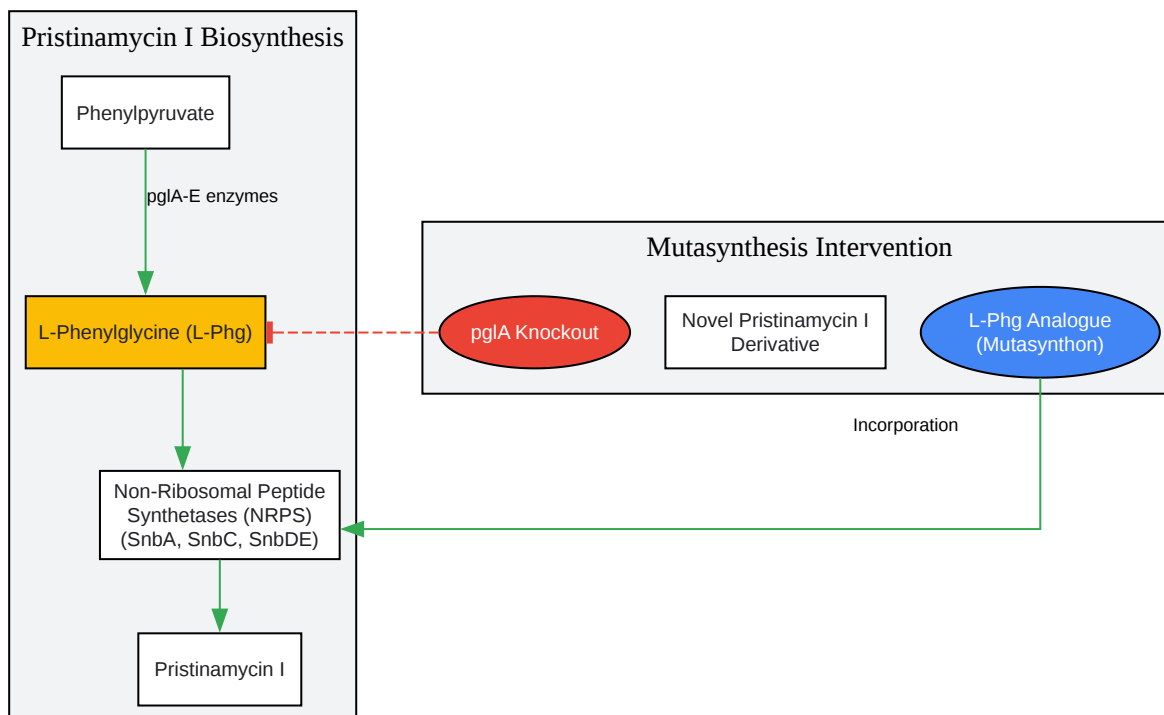 Pristinamycin I Biosynthesis
Phenylpyruvate
pglA-E enzymes
L-Phenylglycine (L-Phg)
Non-Ribosomal Peptide
Synthetases (NRPS)
(SnbA, SnbC, SnbDE)
Pristinamycin I
Mutasynthesis Intervention
pglA Knockout
Novel Pristinamycin I
Derivative
L-Phg Analogue
(Mutasynthon)
Incorporation